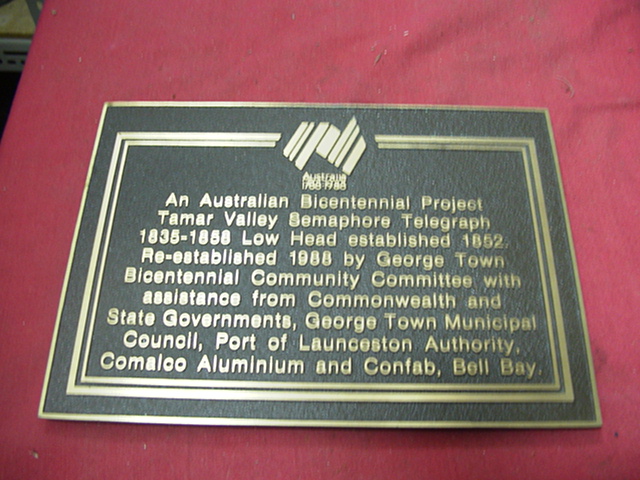 Australia
1788-1988
An Australian Bicentennial Project
Tamar Valley Semaphore Telegraph
1835-1858 Low Head established 1852.
Re-established 1988 by George Town
Bicentennial Community Committee with
assistance from Commonwealth and
State Governments, George Town Municipal
Council, Port of Launceston Authority,
Comalco Aluminium and Confab, Bell Bay.